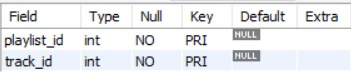 Field Type Null Key Default Extra
playlist_id int NO PRI NULL
track_id int NO PRI NULL